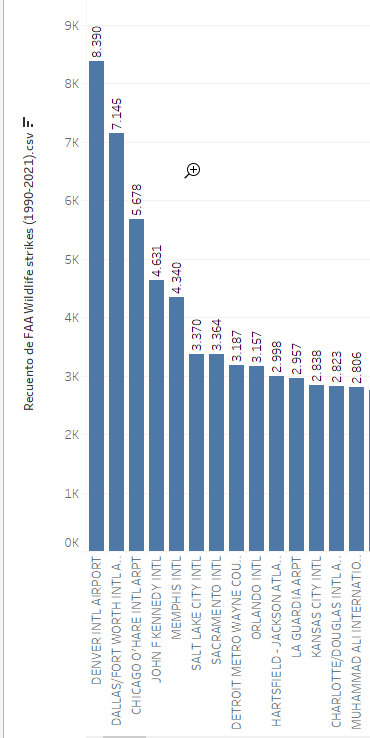 Recuento de FAA Wildlife strikes (1990-2021).csv
9K
8K
7K
6K
5K
4K
3K
2K
1K
0K
8.390
7.145
5.678
4.631
4.340
3.370
3.364
3.187
3.157
2.998
2.957
2.838
2.823
2.806
DENVER INTL AIRPORT
DALLAS/FORT WORTH INTL A..
CHICAGO O'HARE INTL ARPT
JOHN F KENNEDY INTL
MEMPHIS INTL
SALT LAKE CITY INTL
SACRAMENTO INTL
DETROIT METRO WAYNE COU..
ORLANDO INTL
HARTSFIELD - JACKSON ATLA..
LA GUARDIA ARPT
KANSAS CITY INTL
CHARLOTTE/DOUGLAS INTL A..
MUHAMMAD ALI INTERNATIO..